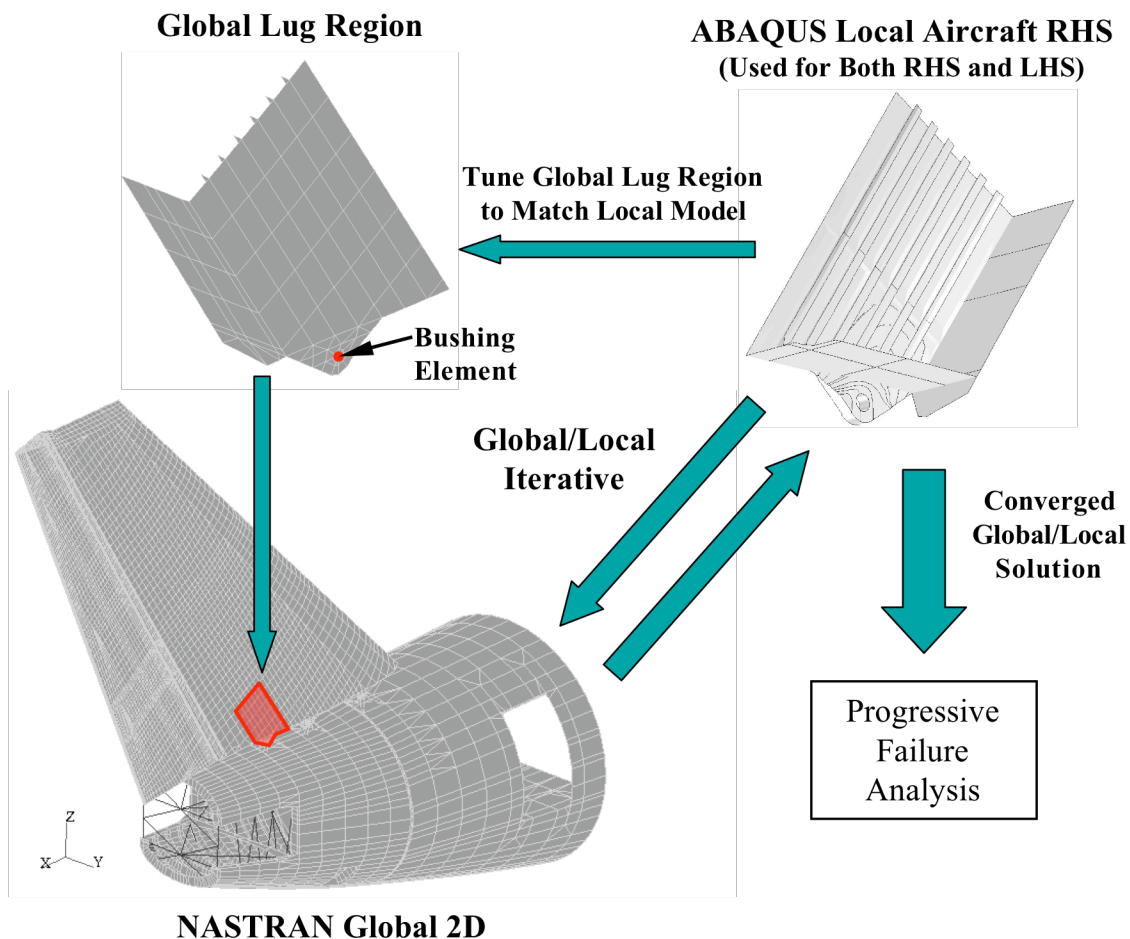 Global Lug Region
ABAQUS Local Aircraft RHS
(Used for Both RHS and LHS)
Tune Global Lug Region
to Match Local Model
Bushing
Element
Global/Local
Iterative
Converged
Global/Local
Solution
Progressive
Failure
Analysis
Z
X
Y
NASTRAN Global 2D